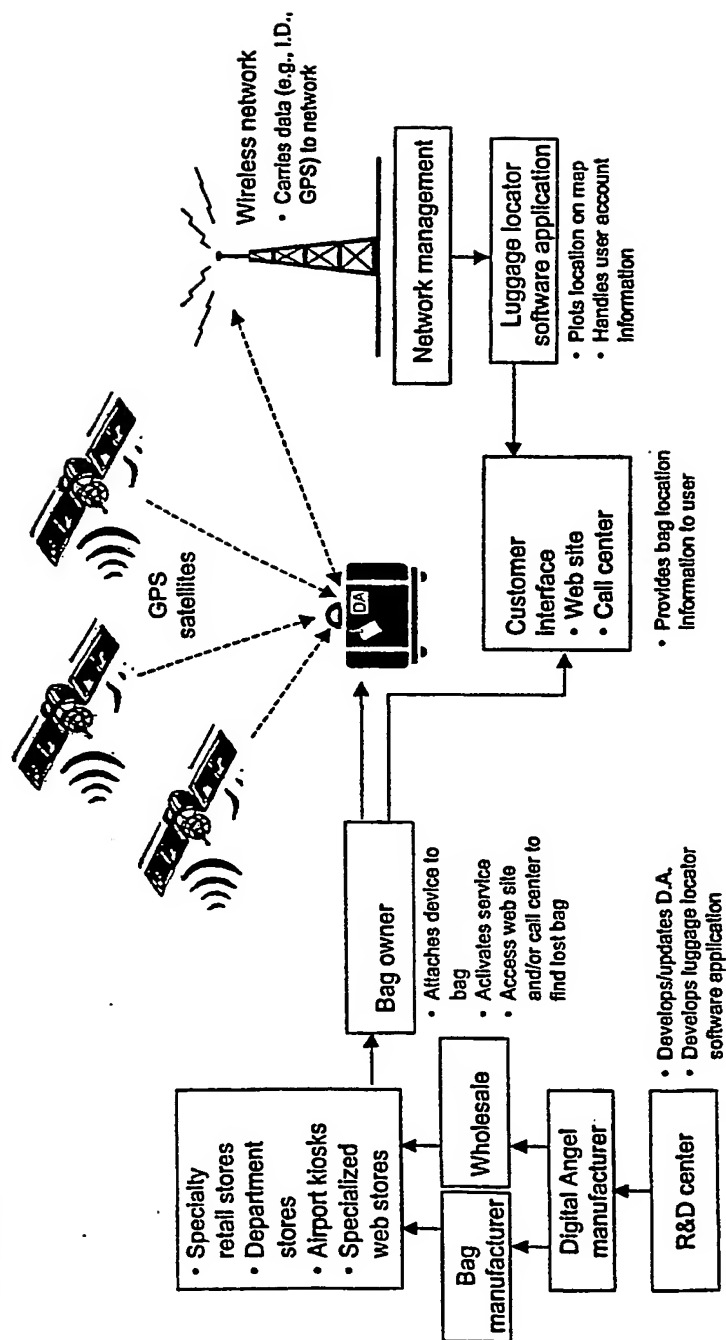 GPS
satellites
Wireless network
• Carries data (e.g., I.D.,
GPS) to network
DA
Network management
Luggage locator
software application
• Plots location on map
• Handles user account
Information
Customer
interface
• Web site
• Call center
• Provides bag location
Information to user
Bag owner
• Attaches device to
bag
• Activates service
• Access web site
and/or call center to
find lost bag
• Specialty
retail stores
• Department
stores
• Airport kiosks
• Specialized
web stores
Bag
manufacturer
Wholesale
Digital Angel
manufacturer
R&D center
• Develops/updates D.A.
• Develops luggage locator
software application